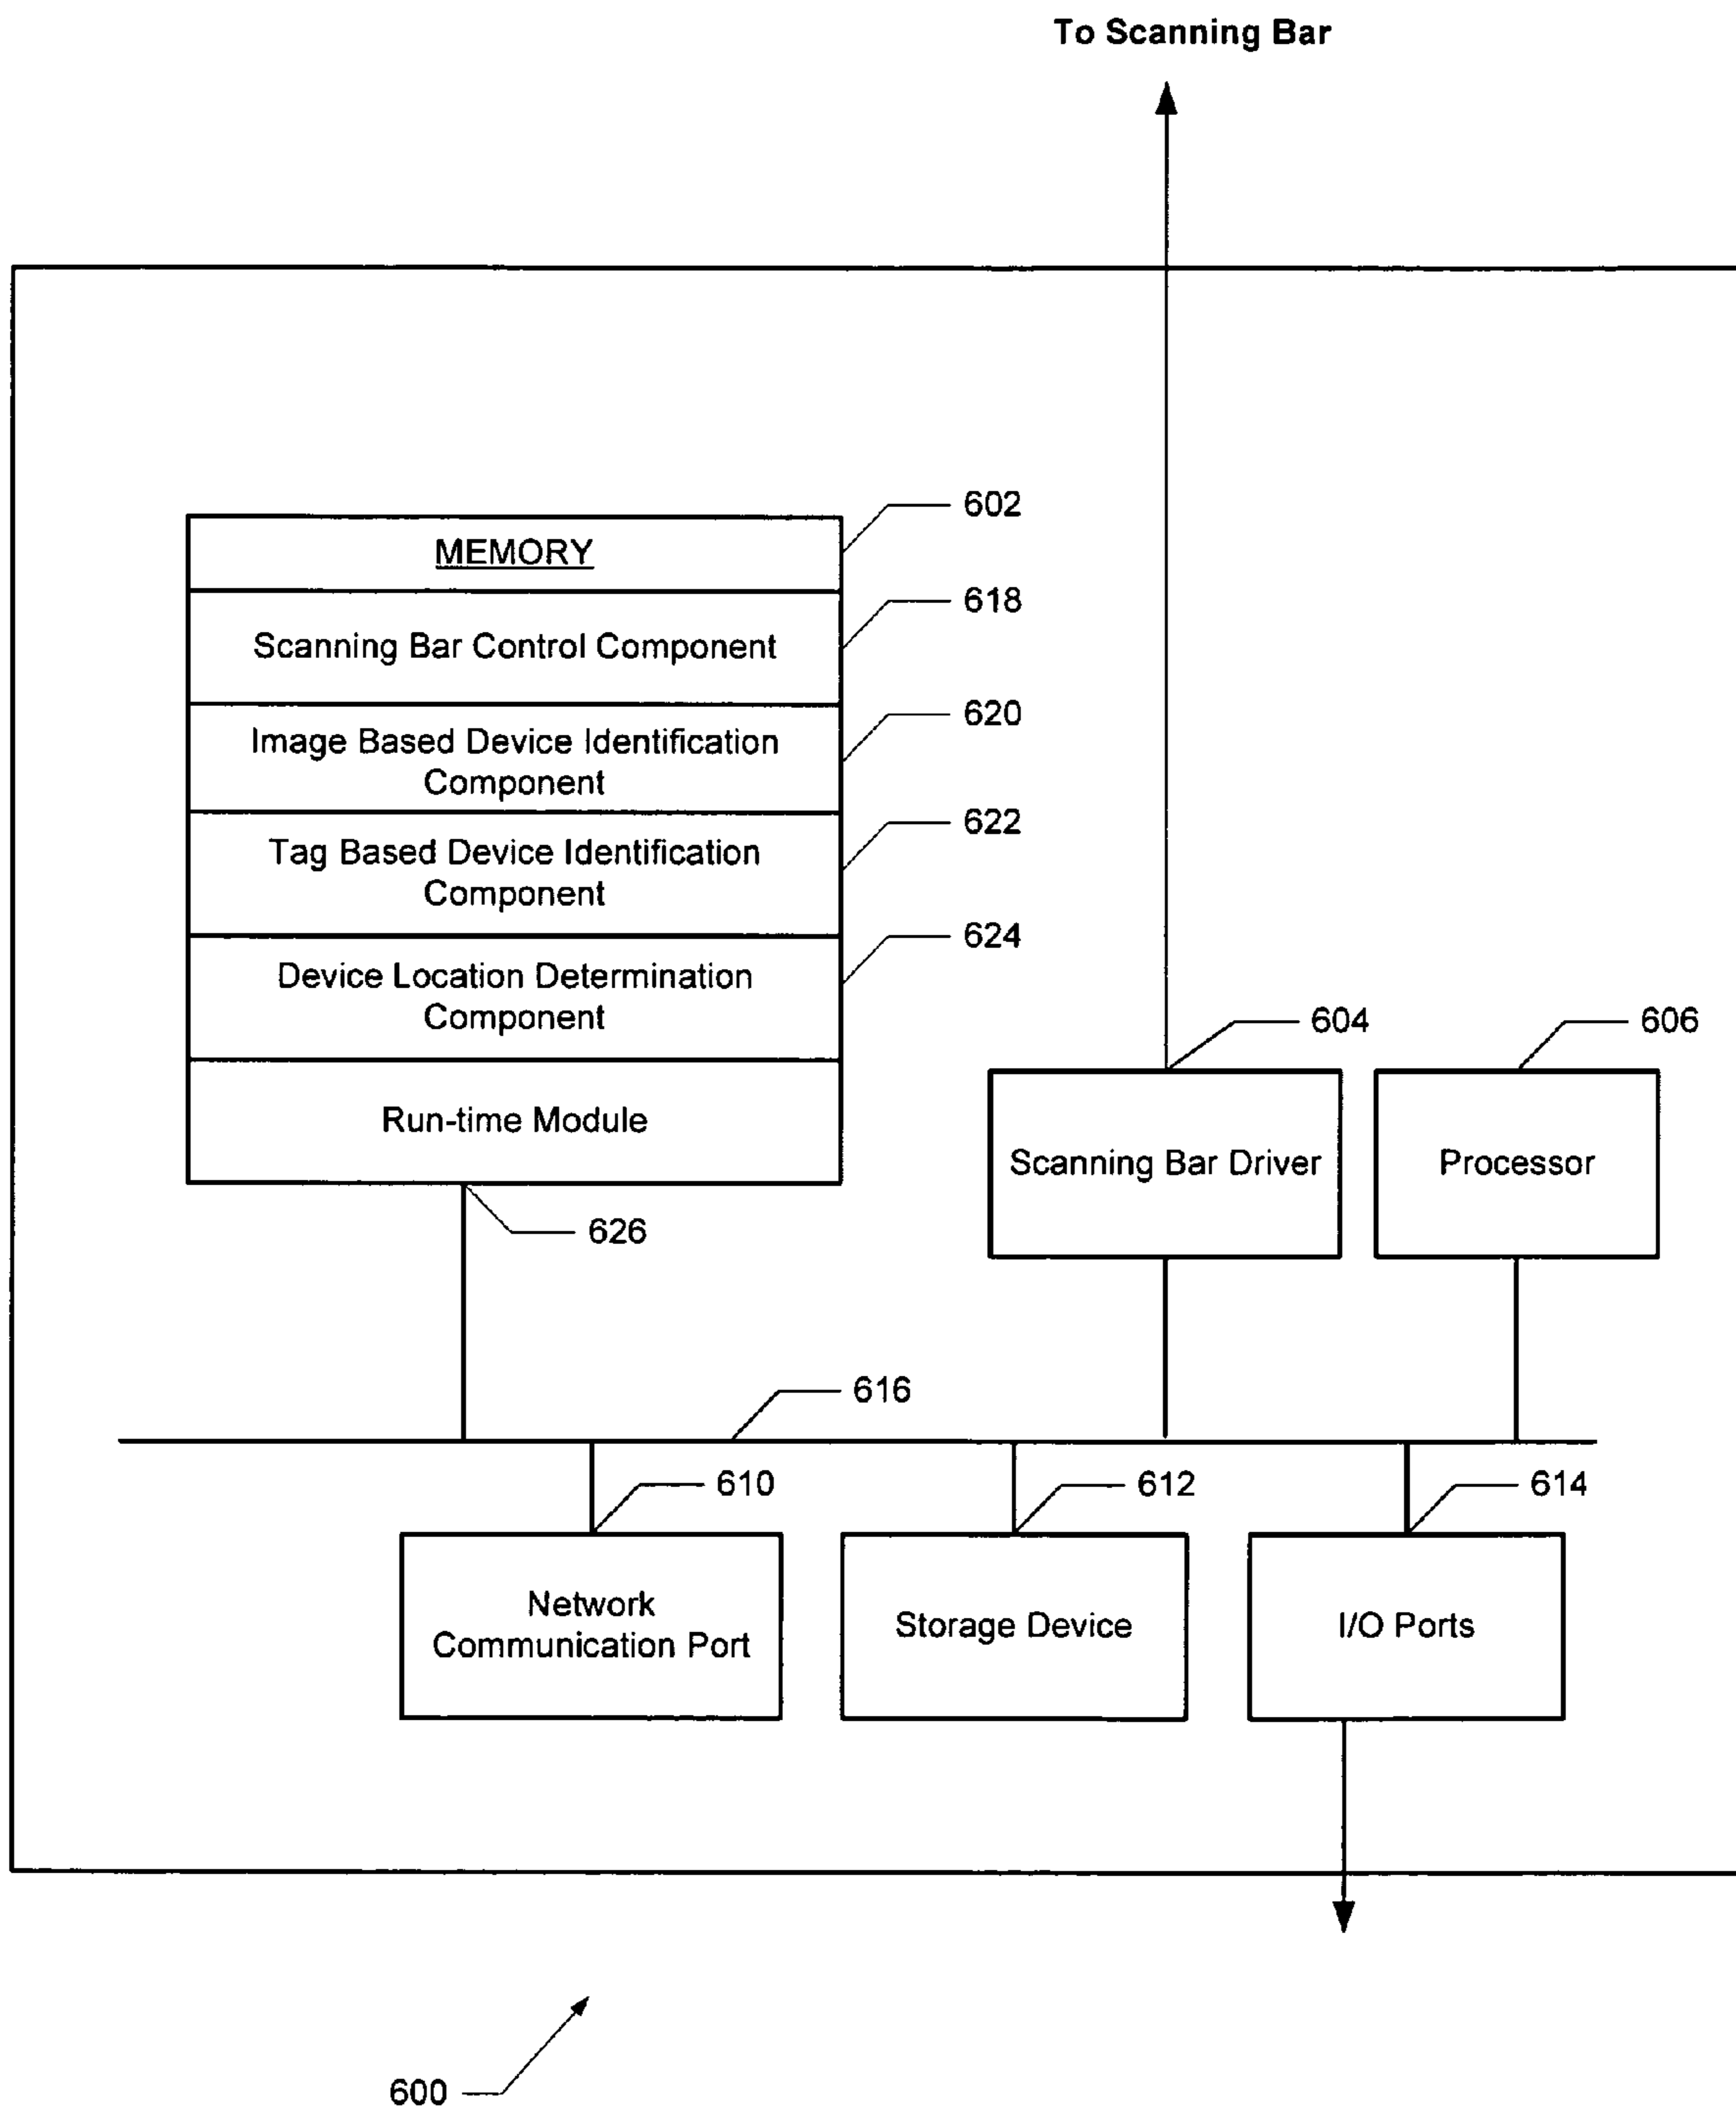 To Scanning Bar
602
MEMORY
618
Scanning Bar Control Component
620
Image Based Device Identification
Component
622
Tag Based Device Identification
Component
624
Device Location Determination
Component
604
606
Run-time Module
Scanning Bar Driver
Processor
626
616
610
612
614
Network
Communication Port
Storage Device
I/O Ports
600